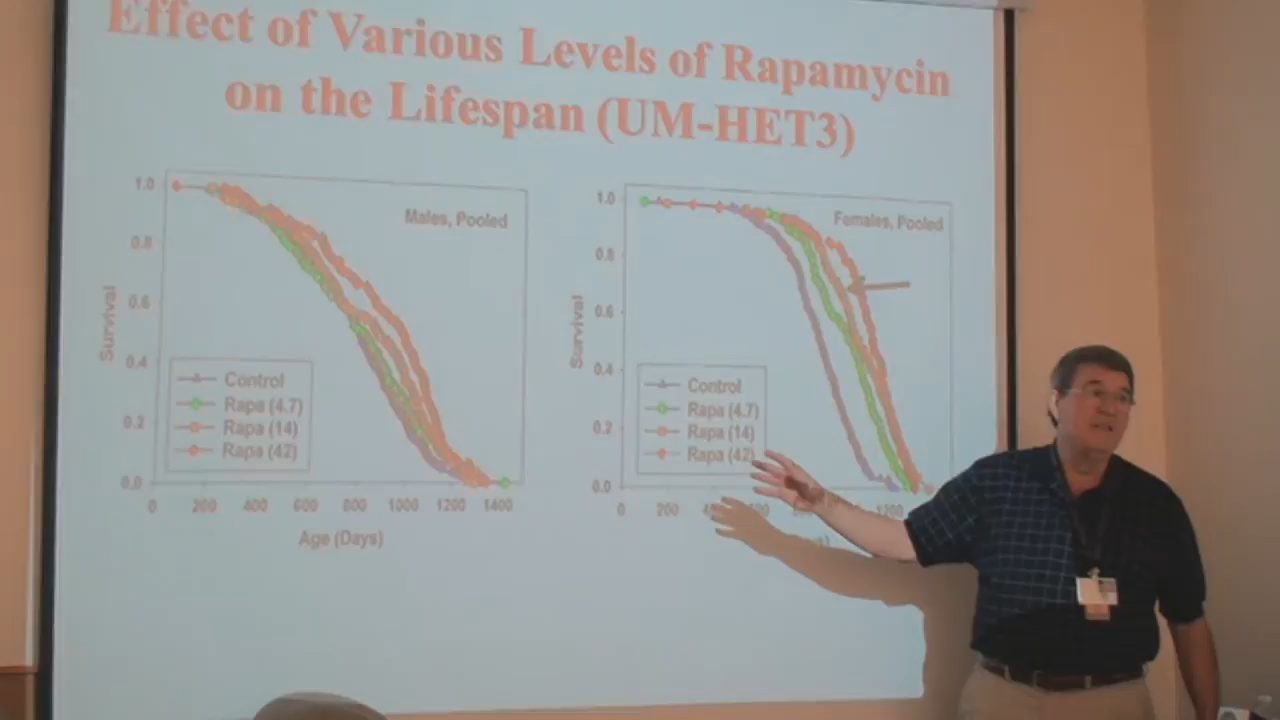 Effect of Various Levels of Rapamycin
on the Lifespan (UM-HET3)
Males, Pooled
1.0
0.8
0.6
0.4
0.2
0.0
Survival
Control
Rapa (4.7)
Rapa (14)
Rapa (42)
0 200 400 600 800 1000 1200 1400
Age (Days)
Females, Pooled
1.0
0.8
0.6
0.4
0.2
0.0
Survival
Control
Rapa (4.7)
Rapa (14)
Rapa (42)
0 200 1200